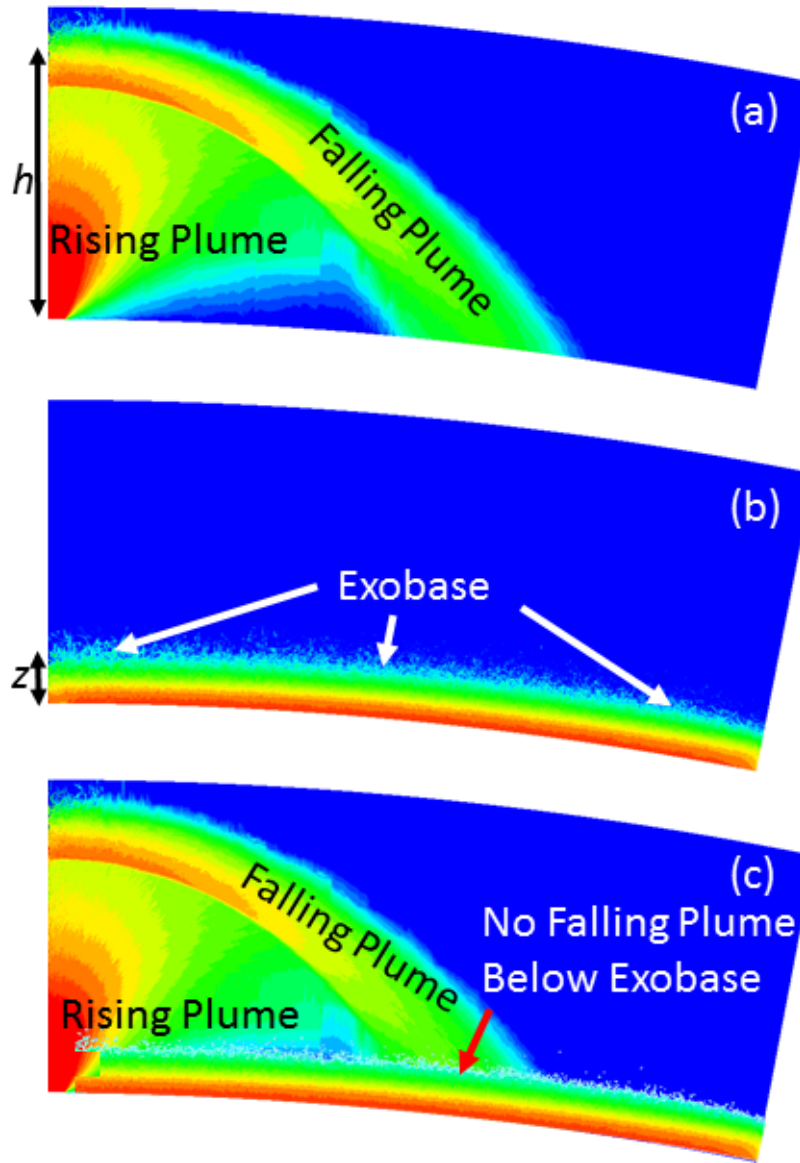 (a)
h
Falling Plume
Rising Plume
(b)
Exobase
z
(c)
Falling Plume
No Falling Plume
Below Exobase
Rising Plume